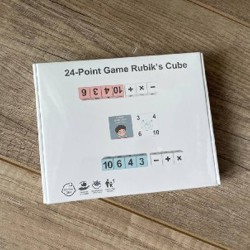 24-Point Game Rubik's Cube
10 4 3 6 + × −
3 4
6 10
10 6 4 3 − + ×